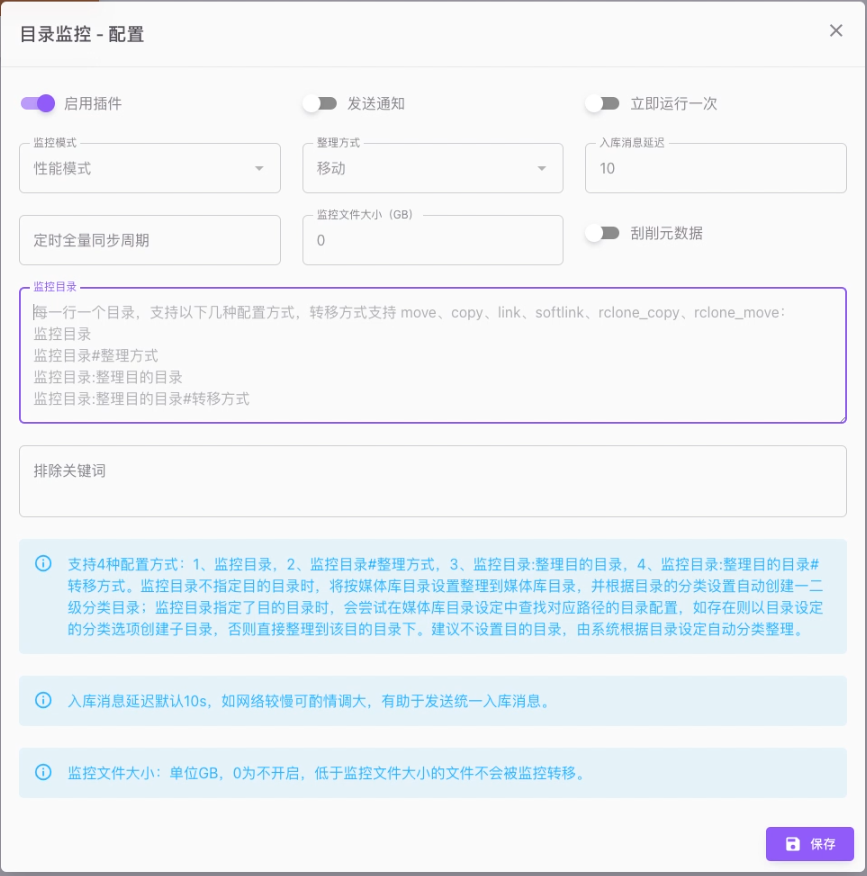 目录监控 - 配置
启用插件
发送通知
立即运行一次
监控模式
性能模式
整理方式
移动
入库消息延迟
10
定时全量同步周期
监控文件大小（GB）
0
刮削元数据
监控目录
每一行一个目录，支持以下几种配置方式，转移方式支持 move、copy、link、softlink、rclone_copy、rclone_move：
监控目录
监控目录#整理方式
监控目录:整理目的目录
监控目录:整理目的目录#转移方式
排除关键词
支持4种配置方式：1、监控目录，2、监控目录#整理方式，3、监控目录:整理目的目录，4、监控目录:整理目的目录#
转移方式。监控目录不指定目的目录时，将按媒体库目录设置整理到媒体库目录，并根据目录的分类设置自动创建一二
级分类目录；监控目录指定了目的目录时，会尝试在媒体库目录设定中查找对应路径的目录配置，如存在则以目录设定
的分类选项创建子目录，否则直接整理到该目的目录下。建议不设置目的目录，由系统根据目录设定自动分类整理。
入库消息延迟默认10s，如网络较慢可酌情调大，有助于发送统一入库消息。
监控文件大小：单位GB，0为不开启，低于监控文件大小的文件不会被监控转移。
保存